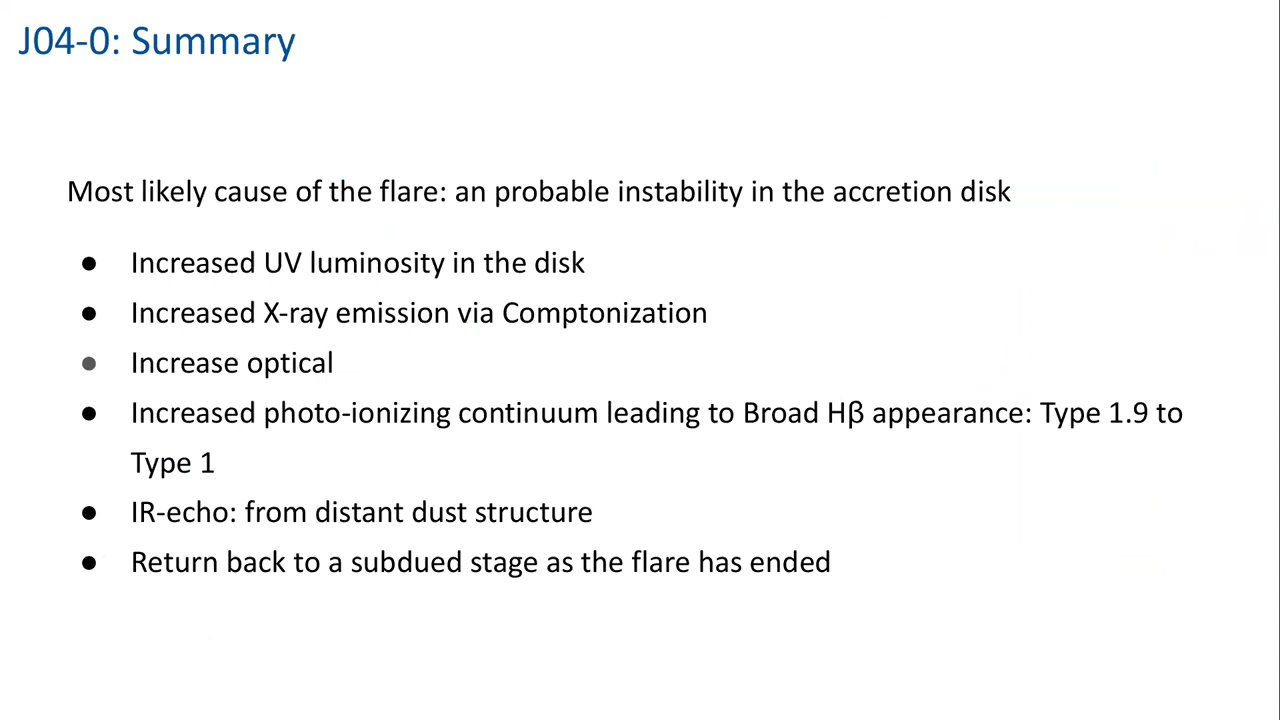 J04-0: Summary
Most likely cause of the flare: an probable instability in the accretion disk
● Increased UV luminosity in the disk
● Increased X-ray emission via Comptonization
● Increase optical
● Increased photo-ionizing continuum leading to Broad Hβ appearance: Type 1.9 to
Type 1
● IR-echo: from distant dust structure
● Return back to a subdued stage as the flare has ended